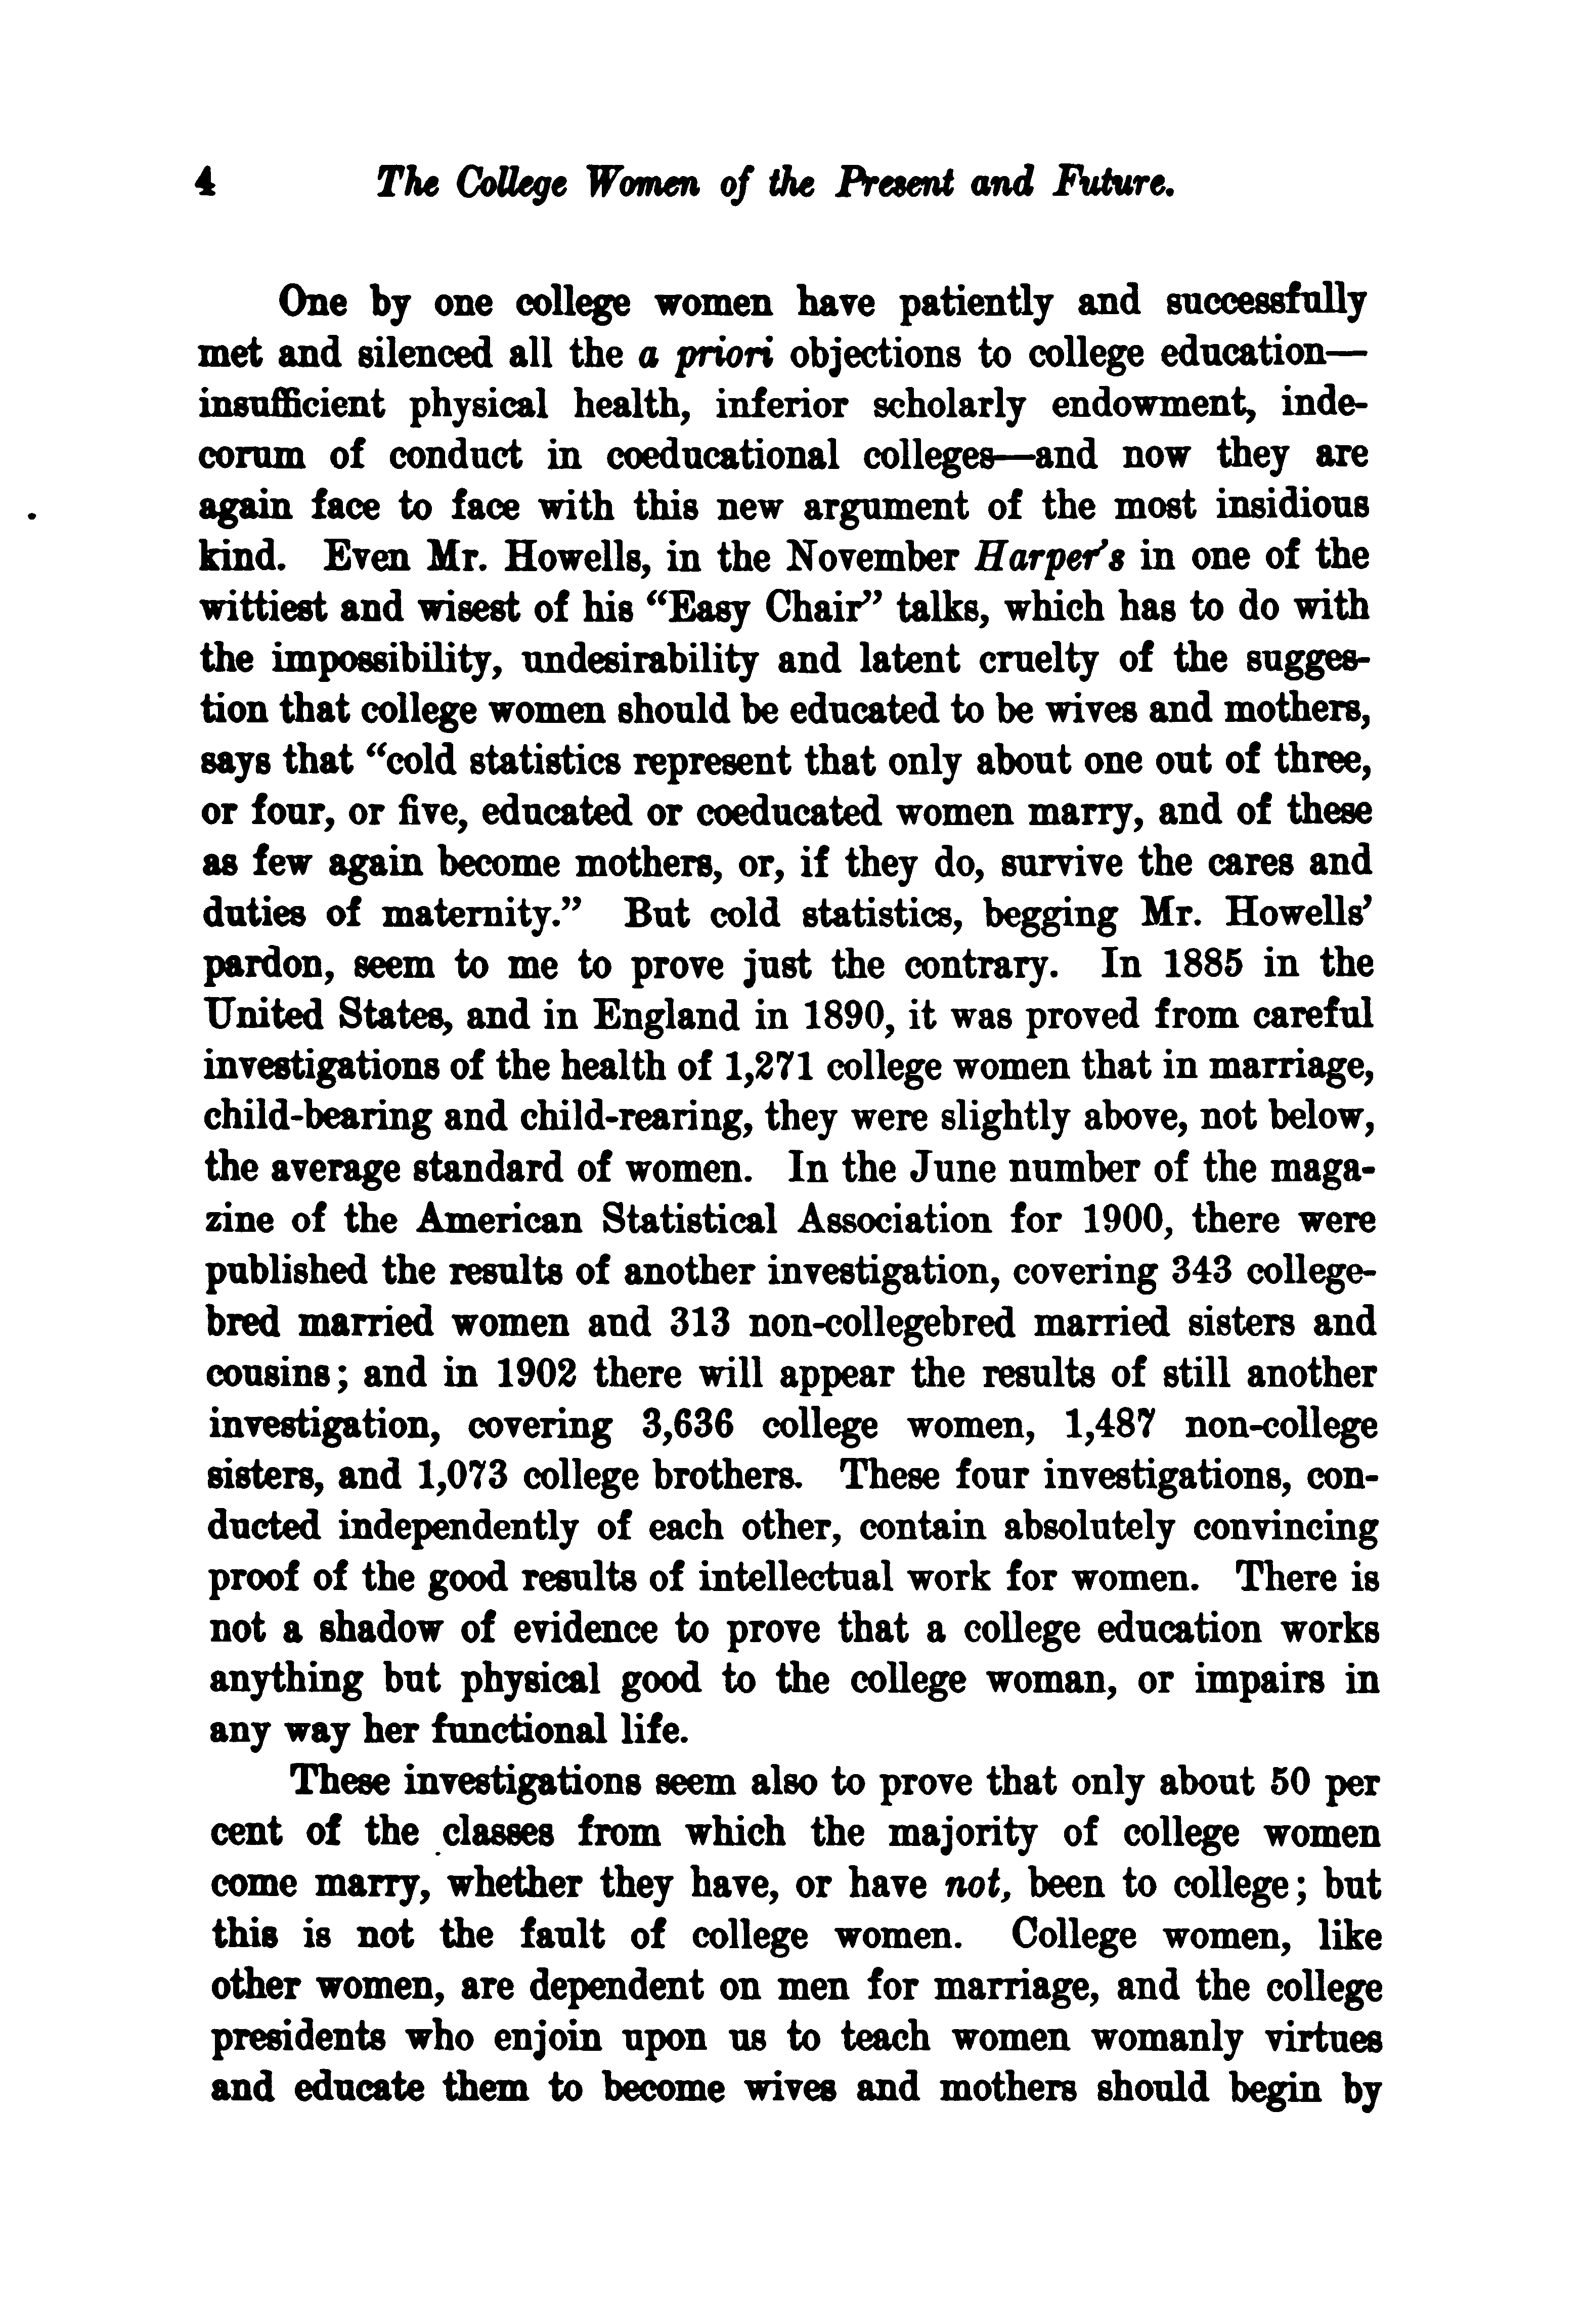 4 The College Women of the Present and Future.
One by one college women have patiently and successfully
met and silenced all the a priori objections to college education—
insufficient physical health, inferior scholarly endowment, inde-
corum of conduct in coeducational colleges—and now they are
again face to face with this new argument of the most insidious
kind. Even Mr. Howells, in the November Harper's in one of the
wittiest and wisest of his “Easy Chair” talks, which has to do with
the impossibility, undesirability and latent cruelty of the sugges-
tion that college women should be educated to be wives and mothers,
says that “cold statistics represent that only about one out of three,
or four, or five, educated or coeducated women marry, and of these
as few again become mothers, or, if they do, survive the cares and
duties of maternity.” But cold statistics, begging Mr. Howells’
pardon, seem to me to prove just the contrary. In 1885 in the
United States, and in England in 1890, it was proved from careful
investigations of the health of 1,271 college women that in marriage,
child-bearing and child-rearing, they were slightly above, not below,
the average standard of women. In the June number of the maga-
zine of the American Statistical Association for 1900, there were
published the results of another investigation, covering 343 college-
bred married women and 313 non-collegebred married sisters and
cousins; and in 1902 there will appear the results of still another
investigation, covering 3,636 college women, 1,487 non-college
sisters, and 1,073 college brothers. These four investigations, con-
ducted independently of each other, contain absolutely convincing
proof of the good results of intellectual work for women. There is
not a shadow of evidence to prove that a college education works
anything but physical good to the college woman, or impairs in
any way her functional life.
These investigations seem also to prove that only about 50 per
cent of the classes from which the majority of college women
come marry, whether they have, or have not, been to college; but
this is not the fault of college women. College women, like
other women, are dependent on men for marriage, and the college
presidents who enjoin upon us to teach women womanly virtues
and educate them to become wives and mothers should begin by